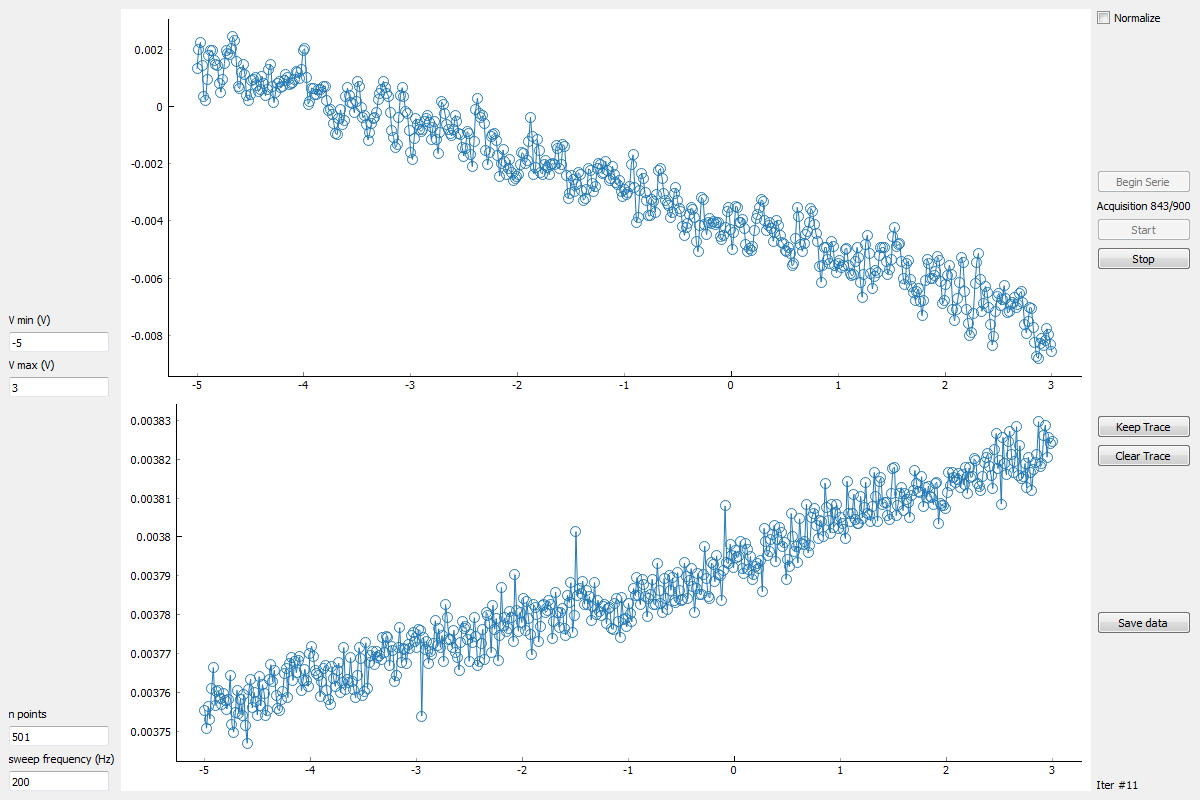 Normalize
0.002
0
-0.002
-0.004
-0.006
-0.008
-5
-4
-3
-2
-1
0
1
2
3
V min (V)
-5
V max (V)
3
Begin Serie
Acquisition 843/900
Start
Stop
0.00383
0.00382
0.00381
0.0038
0.00379
0.00378
0.00377
0.00376
0.00375
-5
-4
-3
-2
-1
0
1
2
3
Keep Trace
Clear Trace
Save data
n points
501
sweep frequency (Hz)
200
Iter #11